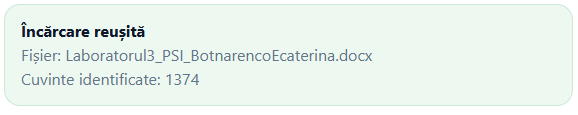 Încărcare reușită
Fișier: Laboratorul3_PSI_BotnarencoEcaterina.docx
Cuvinte identificate: 1374